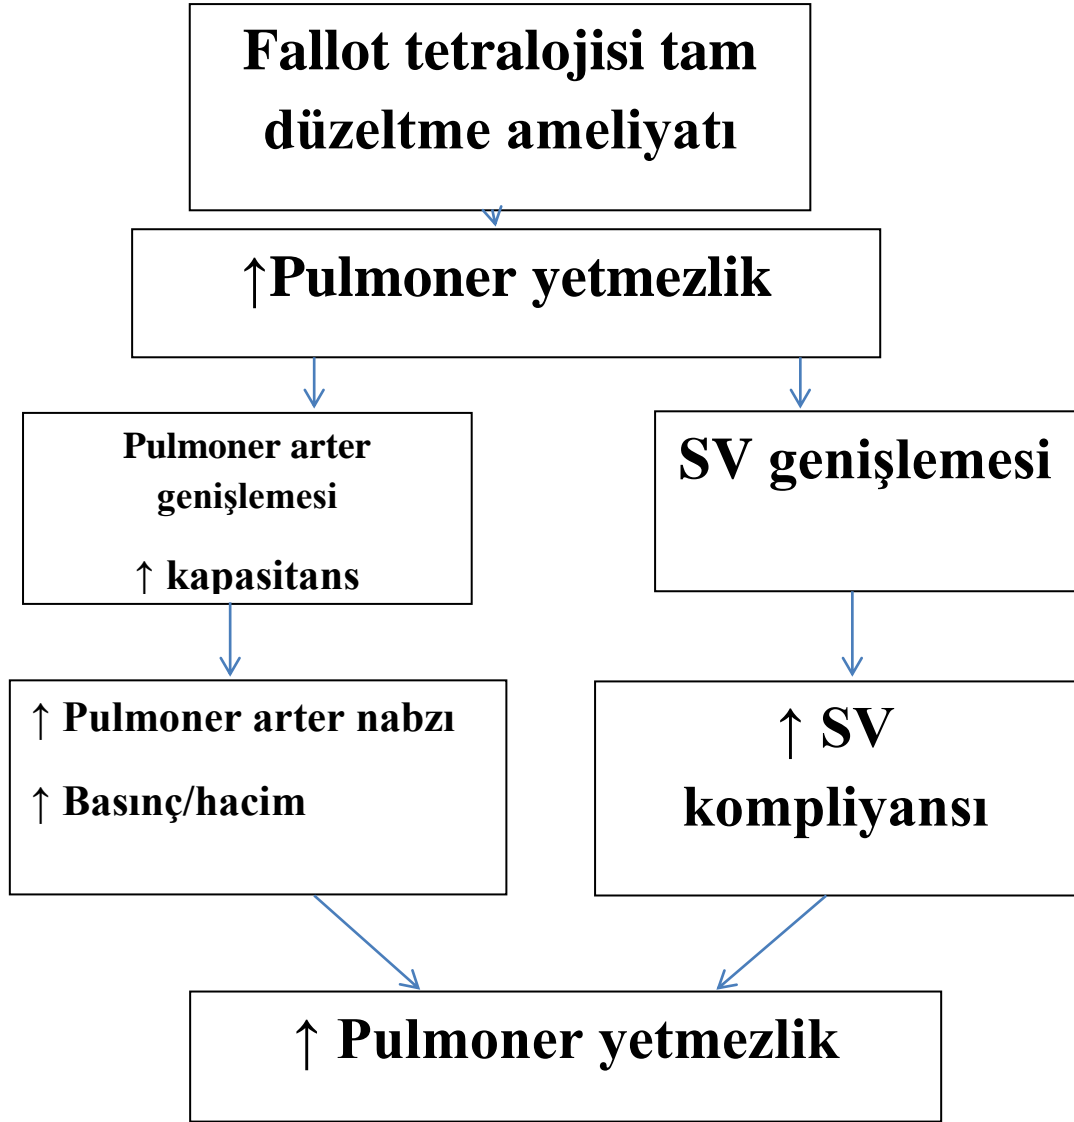 Fallot tetralojisi tam
düzeltme ameliyatı
↑Pulmoner yetmezlik
Pulmoner arter
genişlemesi
↑ kapasitans
SV genişlemesi
↑ Pulmoner arter nabzı
↑ Basınç/hacim
↑ SV
kompliyansı
↑ Pulmoner yetmezlik